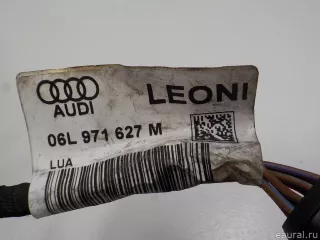 AUDI
LEONI
06L 971 627 M
LUA
eaural.ru